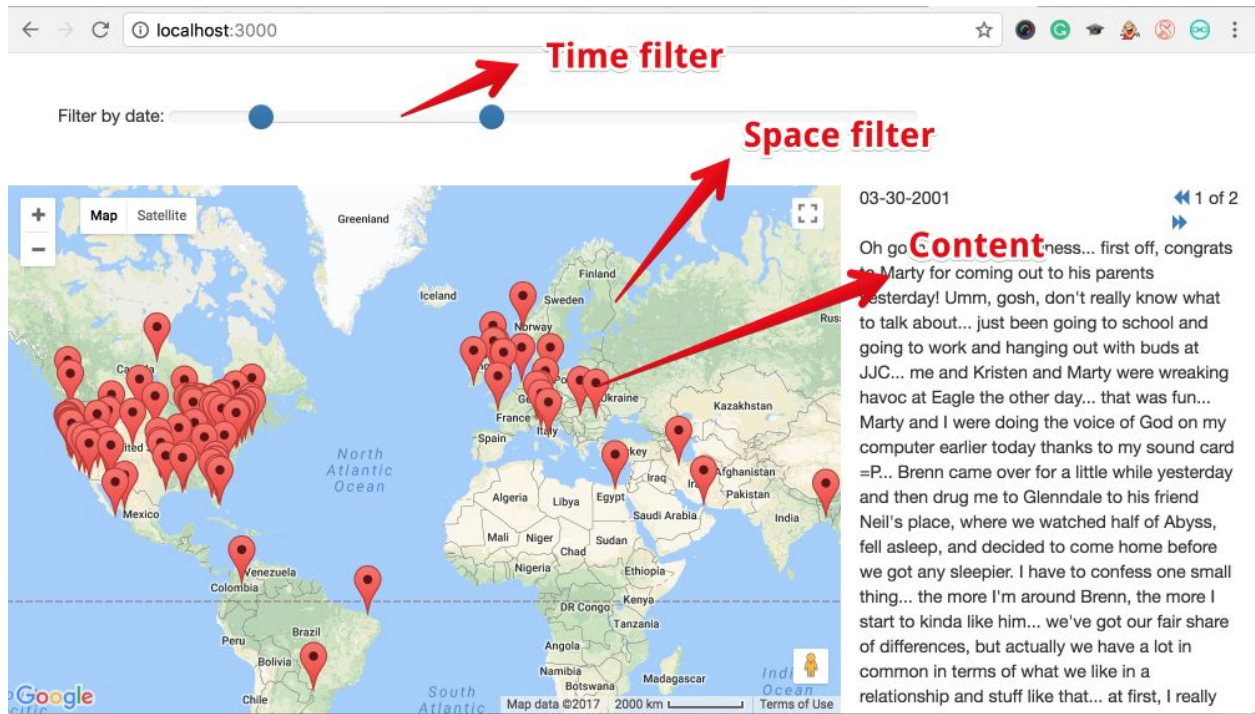 localhost:3000
Time filter
Filter by date:
Space filter
Map Satellite
Greenland
Iceland
Finland
Sweden
Norway
Kazakhstan
France
Spain
Italy
Ukraine
North
Atlantic
Ocean
Algeria
Libya
Egypt
Iraq
Afghanistan
Pakistan
Saudi Arabia
India
Mexico
Mali
Niger
Chad
Sudan
Nigeria
Ethiopia
Venezuela
Colombia
DR Congo
Kenya
Tanzania
Peru
Brazil
Angola
Bolivia
Namibia
Botswana
Madagascar
Chile
South
Atlantic
Ocean
Google
Map data ©2017 2000 km Terms of Use
03-30-2001 1 of 2
Content
Oh go ness... first off, congrats
to Marty for coming out to his parents
yesterday! Umm, gosh, don't really know what
to talk about... just been going to school and
going to work and hanging out with buds at
JJC... me and Kristen and Marty were wreaking
havoc at Eagle the other day... that was fun...
Marty and I were doing the voice of God on my
computer earlier today thanks to my sound card
=P... Brenn came over for a little while yesterday
and then drug me to Glenndale to his friend
Neil's place, where we watched half of Abyss,
fell asleep, and decided to come home before
we got any sleepier. I have to confess one small
thing... the more I'm around Brenn, the more I
start to kinda like him... we've got our fair share
of differences, but actually we have a lot in
common in terms of what we like in a
relationship and stuff like that... at first, I really